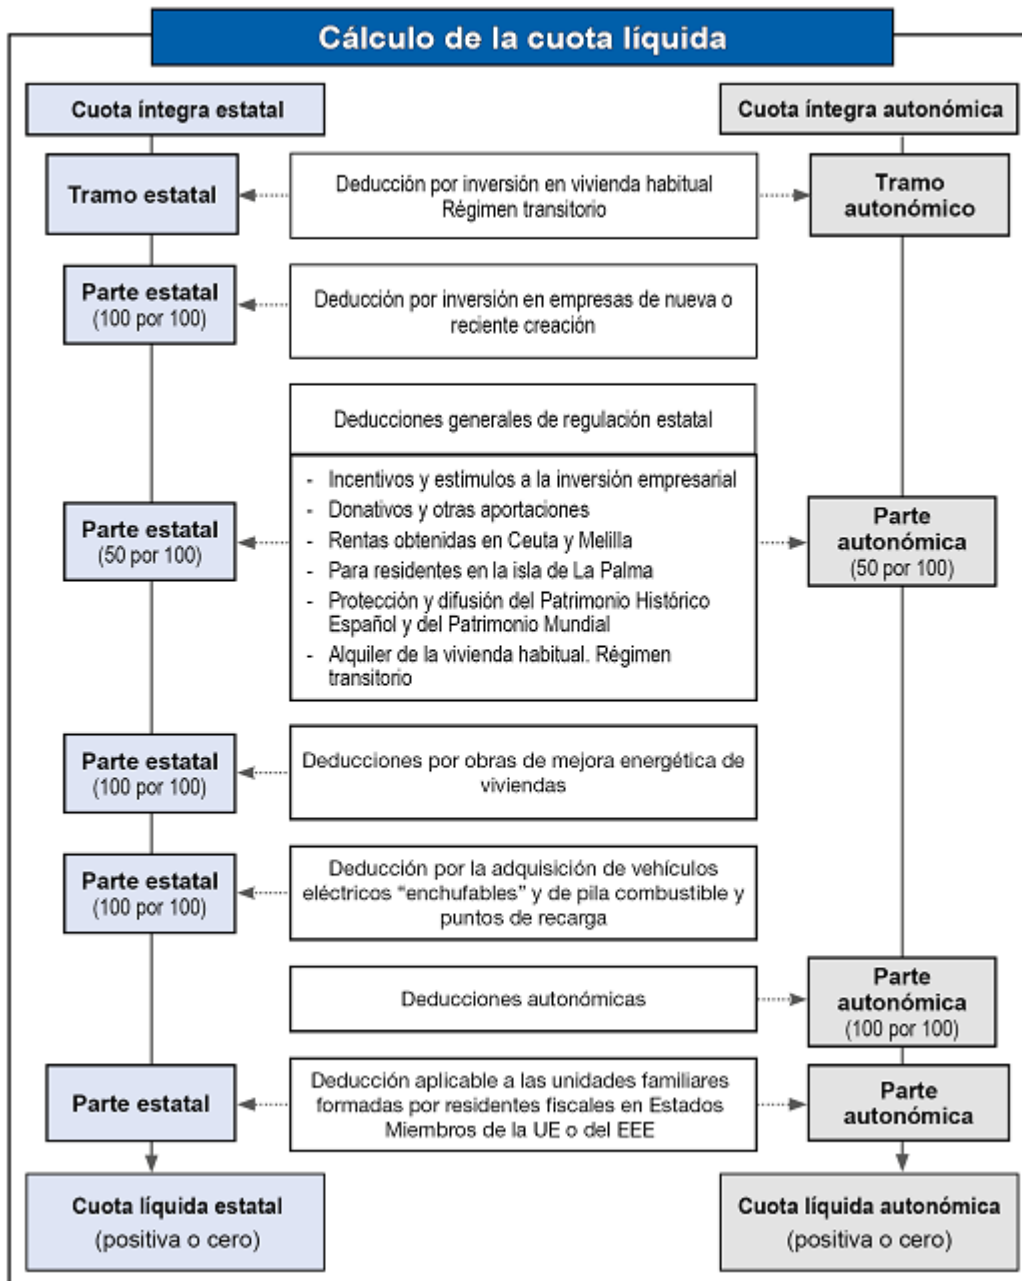 Cálculo de la cuota líquida
Cuota íntegra estatal
Cuota íntegra autonómica
Tramo estatal
Deducción por inversión en vivienda habitual
Régimen transitorio
Tramo
autonómico
Parte estatal
(100 por 100)
Deducción por inversión en empresas de nueva o
reciente creación
Deducciones generales de regulación estatal
- Incentivos y estímulos a la inversión empresarial
- Donativos y otras aportaciones
- Rentas obtenidas en Ceuta y Melilla
- Para residentes en la isla de La Palma
- Protección y difusión del Patrimonio Histórico
Español y del Patrimonio Mundial
- Alquiler de la vivienda habitual. Régimen
transitorio
Parte estatal
(50 por 100)
Parte
autonómica
(50 por 100)
Parte estatal
(100 por 100)
Deducciones por obras de mejora energética de
viviendas
Parte estatal
(100 por 100)
Deducción por la adquisición de vehículos
eléctricos “enchufables” y de pila combustible y
puntos de recarga
Deducciones autonómicas
Parte
autonómica
(100 por 100)
Parte estatal
Deducción aplicable a las unidades familiares
formadas por residentes fiscales en Estados
Miembros de la UE o del EEE
Parte
autonómica
Cuota líquida estatal
(positiva o cero)
Cuota líquida autonómica
(positiva o cero)